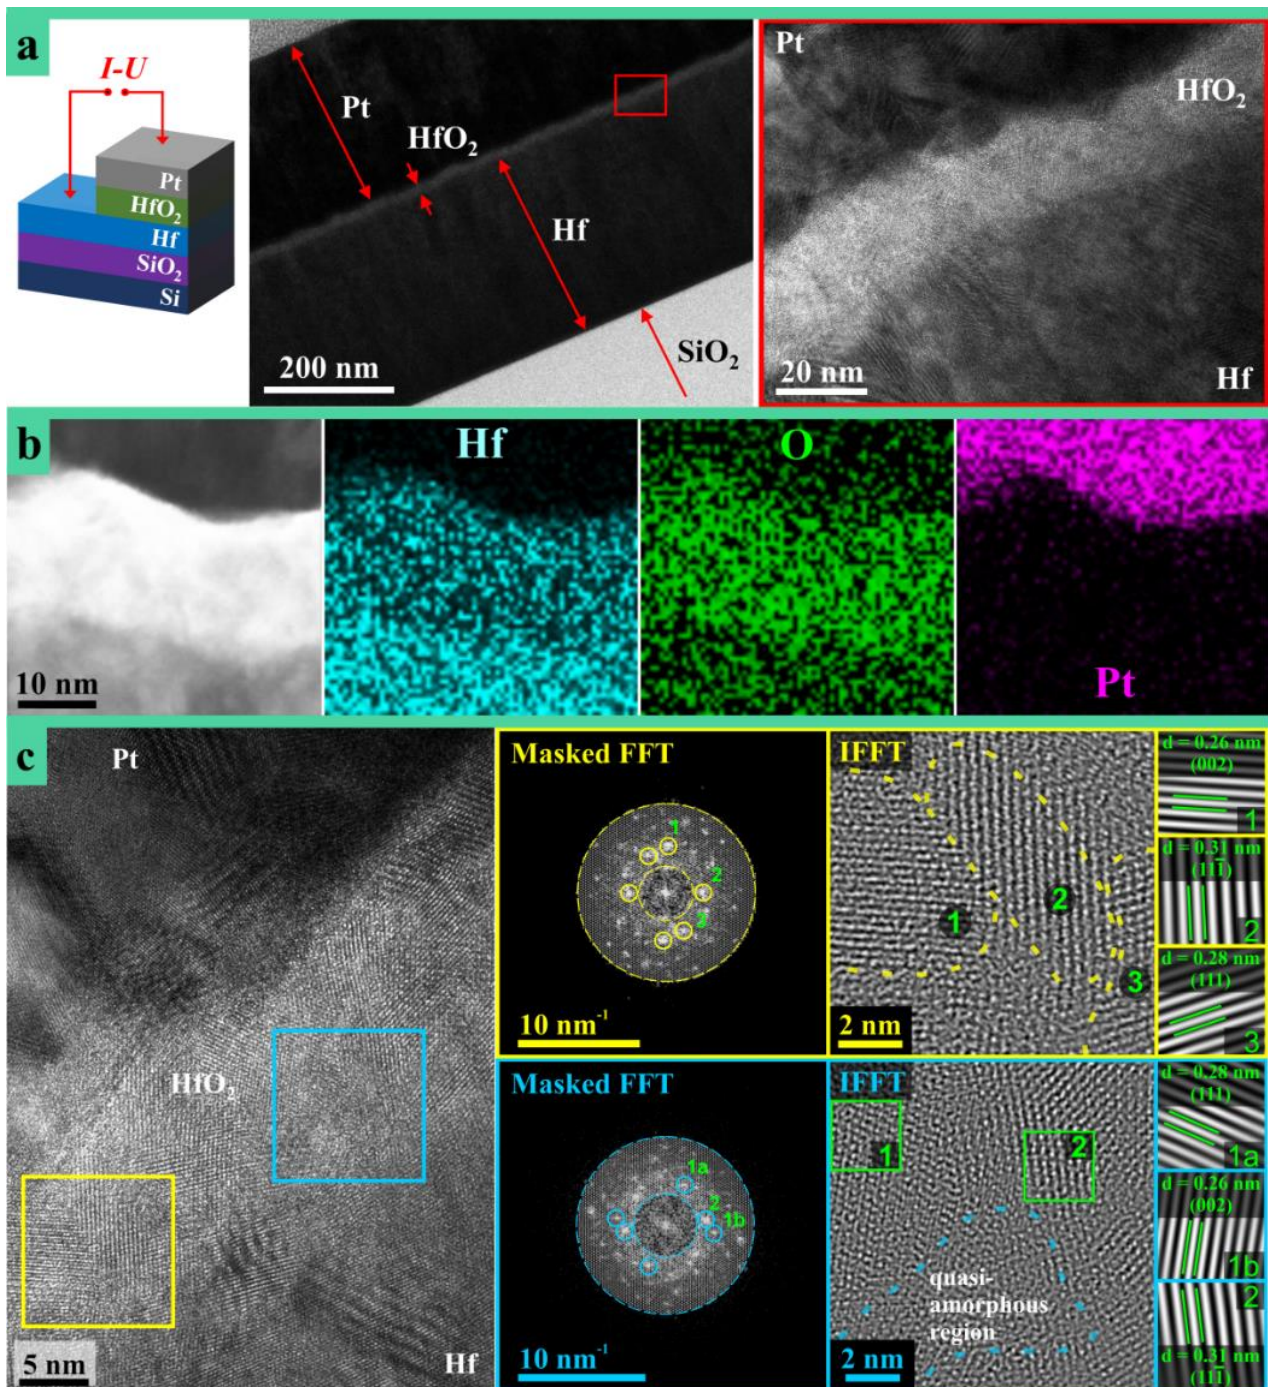 a
I-U
Pt
HfO₂
Hf
SiO₂
Si
Pt
HfO₂
Hf
SiO₂
200 nm
Pt
HfO₂
Hf
20 nm
b
10 nm
Hf
O
Pt
c
Pt
HfO₂
Hf
5 nm
Masked FFT
1
2
3
10 nm⁻¹
IFFT
1
2
3
2 nm
d = 0.26 nm
(002)
1
d = 0.31 nm
(111̄)
2
d = 0.28 nm
(111)
3
Masked FFT
1a
2
1b
10 nm⁻¹
IFFT
1
2
quasi-
amorphous
region
2 nm
d = 0.28 nm
(111)
1a
d = 0.26 nm
(002)
1b
2
d = 0.31 nm
(111̄)